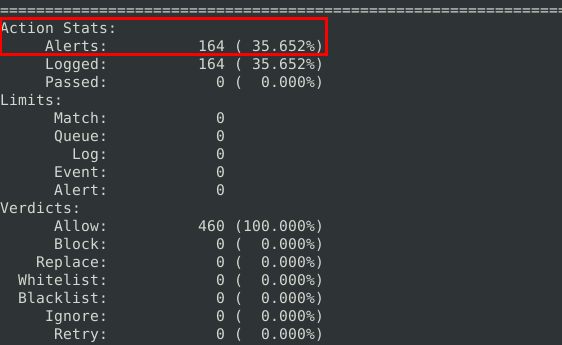 ===============================================================
Action Stats:
     Alerts:          164 ( 35.652%)
     Logged:          164 ( 35.652%)
     Passed:            0 (  0.000%)
Limits:
      Match:            0
      Queue:            0
        Log:            0
      Event:            0
      Alert:            0
Verdicts:
      Allow:          460 (100.000%)
      Block:            0 (  0.000%)
    Replace:            0 (  0.000%)
  Whitelist:            0 (  0.000%)
  Blacklist:            0 (  0.000%)
     Ignore:            0 (  0.000%)
      Retry:            0 (  0.000%)